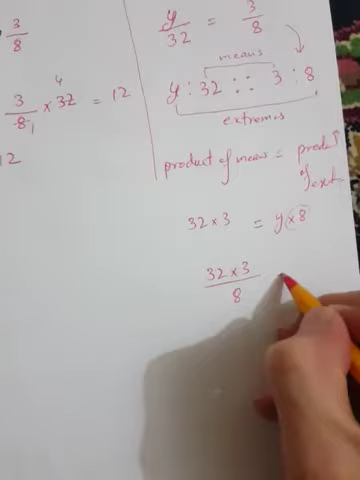 3/8
3/8 × 32 4 1 = 12
12
y/32 = 3/8
means
y : 32 :: 3 : 8
extremes
product of means = product
of ext
32 × 3 = y × 8
32 × 3 / 8